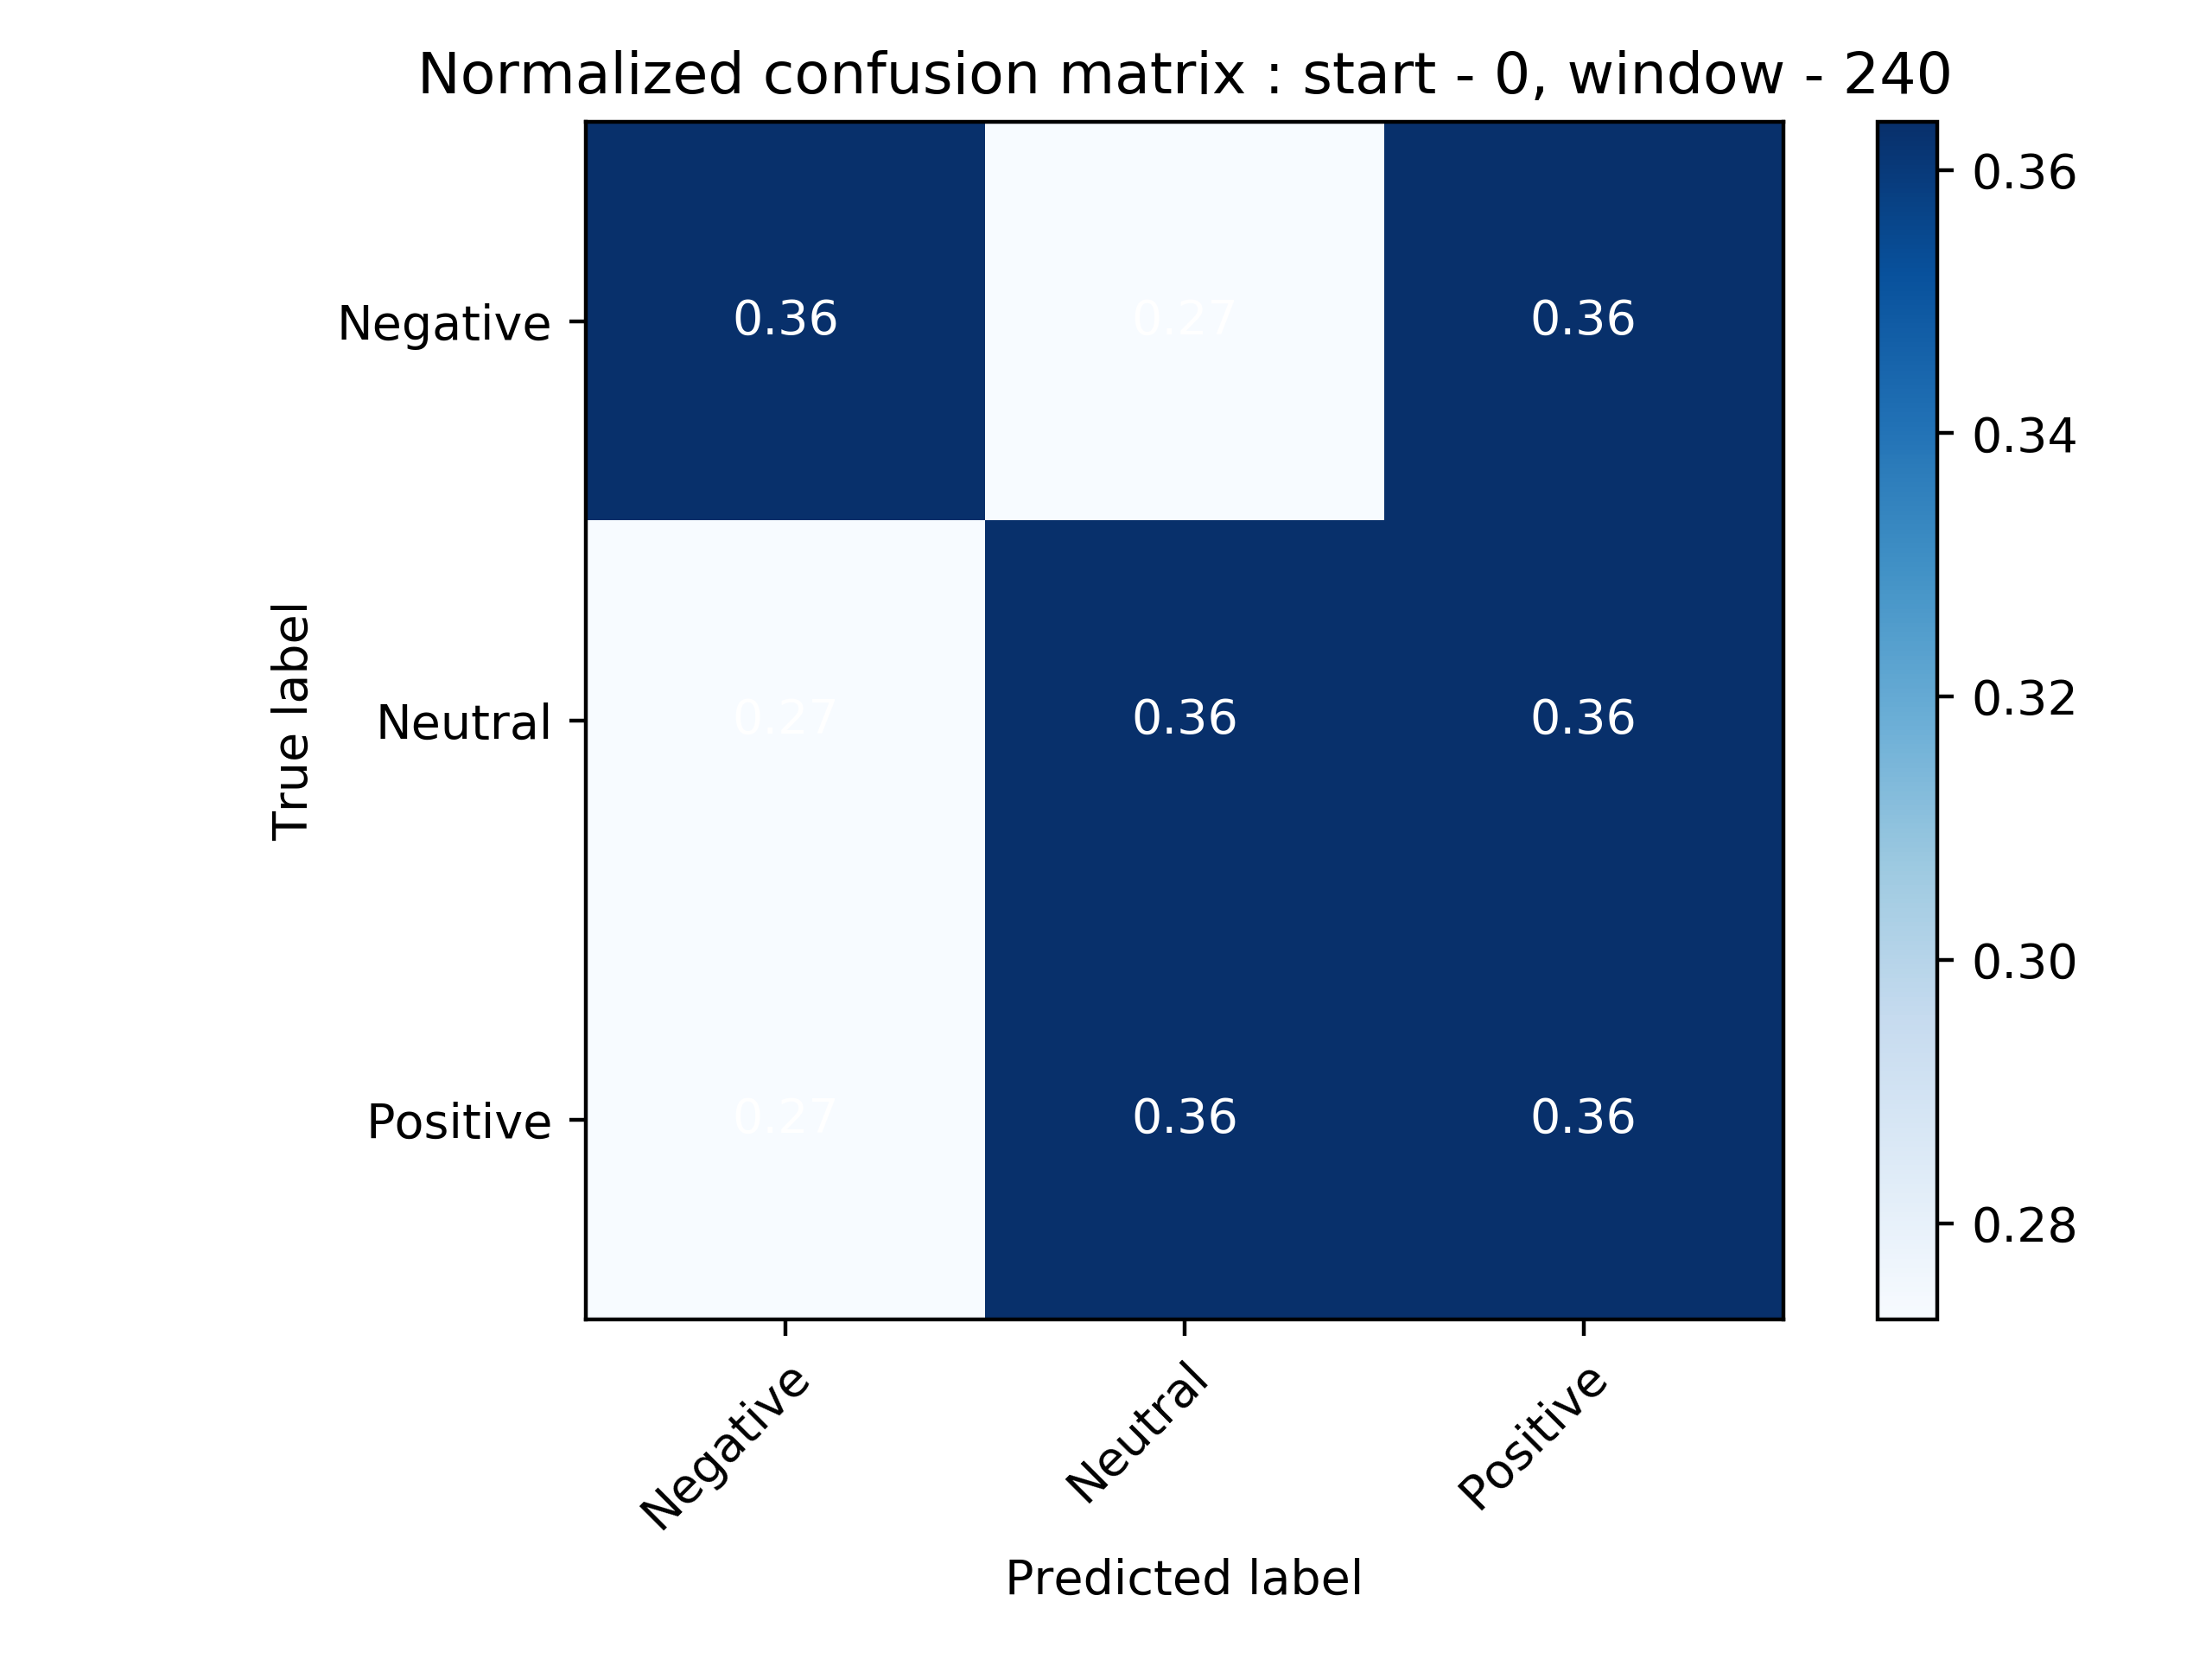 Normalized confusion matrix : start - 0, window - 240
True label
Negative
0.36
0.27
0.36
Neutral
0.27
0.36
0.36
Positive
0.27
0.36
0.36
Negative
Neutral
Positive
Predicted label
0.36
0.34
0.32
0.30
0.28